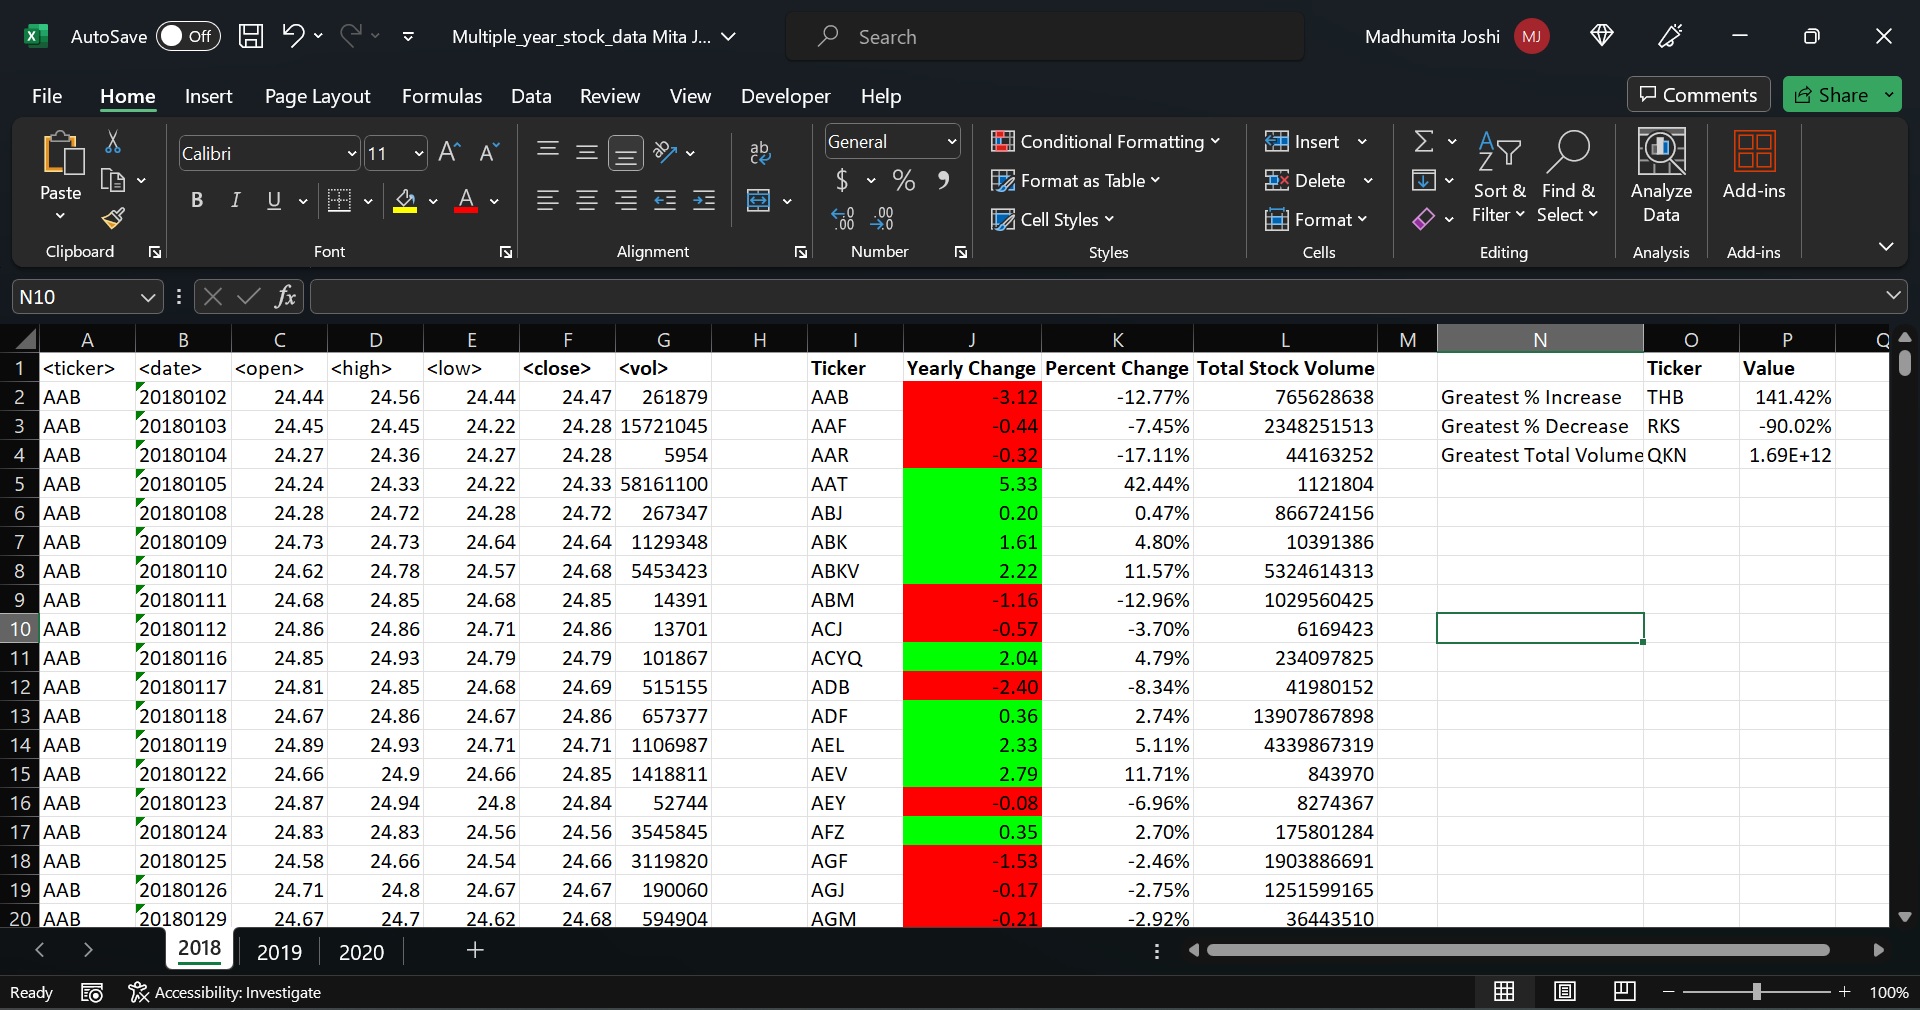 AutoSave Off Multiple_year_stock_data Mita J... Search Madhumita Joshi MJ
File Home Insert Page Layout Formulas Data Review View Developer Help Comments Share
Paste
Clipboard
Calibri 11
B I U A
Font
ab
Alignment
General
$ % ,
Number
Conditional Formatting
Format as Table
Cell Styles
Styles
Insert
Delete
Format
Cells
Sort & Filter
Find & Select
Editing
Analyze Data
Analysis
Add-ins
Add-ins
N10 fx
A B C D E F G H I J K L M N O P Q
1 <ticker> <date> <open> <high> <low> <close> <vol> Ticker Yearly Change Percent Change Total Stock Volume Ticker Value
2 AAB 20180102 24.44 24.56 24.44 24.47 261879 AAB -3.12 -12.77% 765628638 Greatest % Increase THB 141.42%
3 AAB 20180103 24.45 24.45 24.22 24.28 15721045 AAF -0.44 -7.45% 2348251513 Greatest % Decrease RKS -90.02%
4 AAB 20180104 24.27 24.36 24.27 24.28 5954 AAR -0.32 -17.11% 44163252 Greatest Total Volume QKN 1.69E+12
5 AAB 20180105 24.24 24.33 24.22 24.33 58161100 AAT 5.33 42.44% 1121804
6 AAB 20180108 24.28 24.72 24.28 24.72 267347 ABJ 0.20 0.47% 866724156
7 AAB 20180109 24.73 24.73 24.64 24.64 1129348 ABK 1.61 4.80% 10391386
8 AAB 20180110 24.62 24.78 24.57 24.68 5453423 ABKV 2.22 11.57% 5324614313
9 AAB 20180111 24.68 24.85 24.68 24.85 14391 ABM -1.16 -12.96% 1029560425
10 AAB 20180112 24.86 24.86 24.71 24.86 13701 ACJ -0.57 -3.70% 6169423
11 AAB 20180116 24.85 24.93 24.79 24.79 101867 ACYQ 2.04 4.79% 234097825
12 AAB 20180117 24.81 24.85 24.68 24.69 515155 ADB -2.40 -8.34% 41980152
13 AAB 20180118 24.67 24.86 24.67 24.86 657377 ADF 0.36 2.74% 13907867898
14 AAB 20180119 24.89 24.93 24.71 24.71 1106987 AEL 2.33 5.11% 4339867319
15 AAB 20180122 24.66 24.9 24.66 24.85 1418811 AEV 2.79 11.71% 843970
16 AAB 20180123 24.87 24.94 24.8 24.84 52744 AEY -0.08 -6.96% 8274367
17 AAB 20180124 24.83 24.83 24.56 24.56 3545845 AFZ 0.35 2.70% 175801284
18 AAB 20180125 24.58 24.66 24.54 24.66 3119820 AGF -1.53 -2.46% 1903886691
19 AAB 20180126 24.71 24.8 24.67 24.67 190060 AGJ -0.17 -2.75% 1251599165
20 AAB 20180129 24.67 24.7 24.62 24.68 594904 AGM -0.21 -2.92% 36443510
2018 2019 2020 +
Ready Accessibility: Investigate 100%